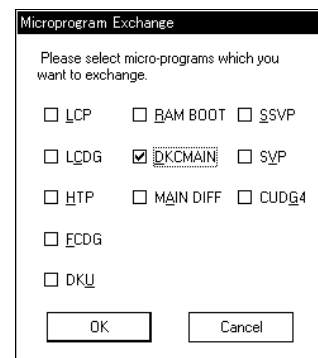 Microprogram Exchange
Please select micro-programs which you
want to exchange.
LCP RAM BOOT SSVP
LCDG DKCMAIN SVP
HTP MAIN DIFF CUDG4
FCDG
DKU
OK Cancel